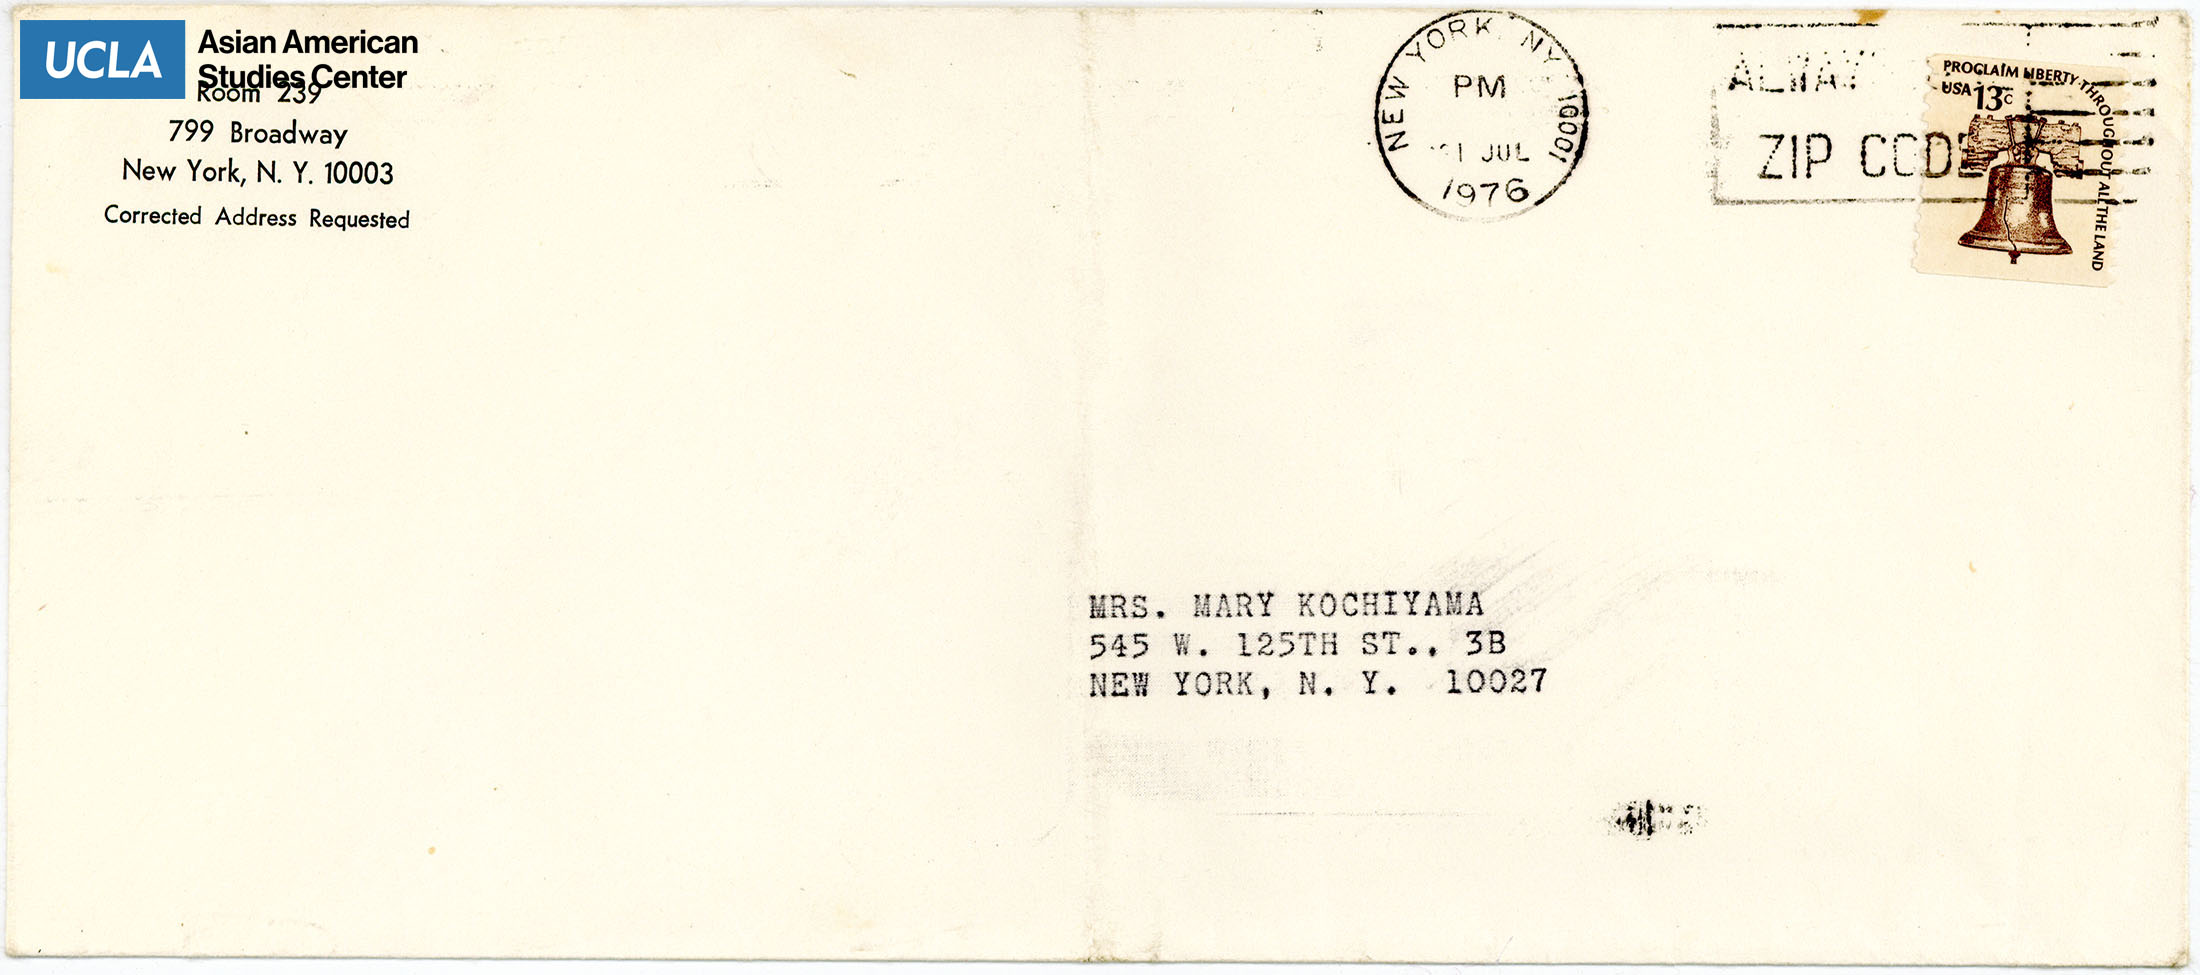 UCLA
Asian American
Studies Center
Room 239
799 Broadway
New York, N. Y. 10003
Corrected Address Requested
NEW YORK, NY 10001
PM
JUL
1976
ZIP CODE
PROCLAIM LIBERTY THROUGHOUT ALL THE LAND
USA 13c
MRS. MARY KOCHIYAMA
545 W. 125TH ST., 3B
NEW YORK, N. Y. 10027